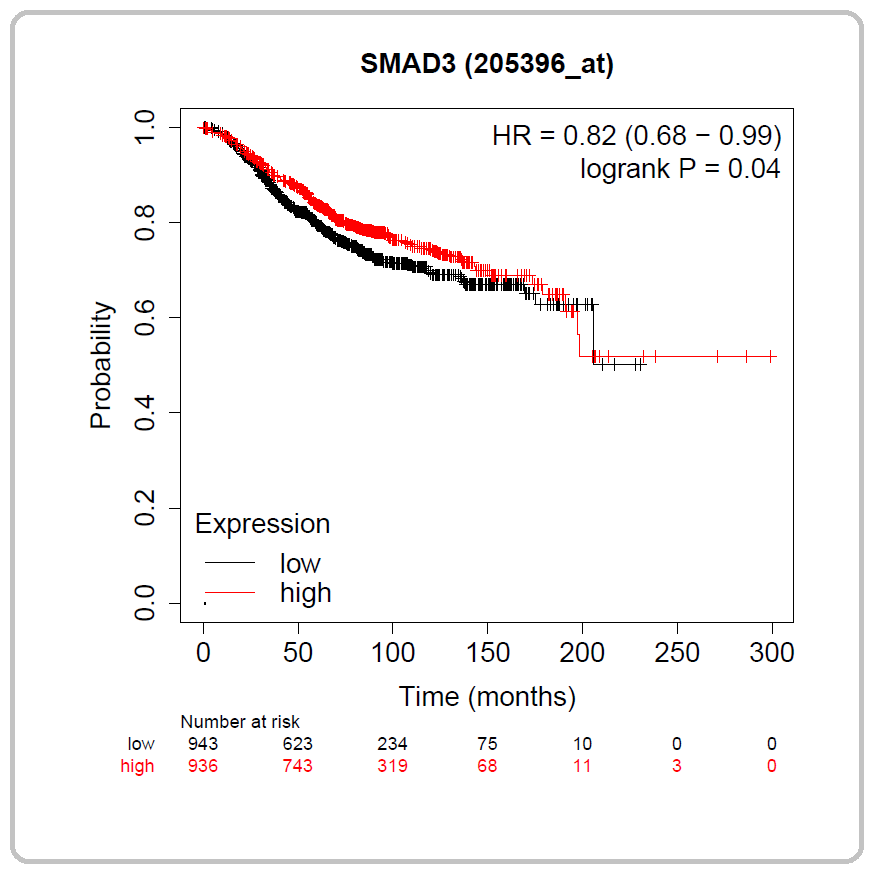 SMAD3 (205396_at)
HR = 0.82 (0.68 − 0.99)
logrank P = 0.04
1.0
0.8
0.6
0.4
0.2
0.0
Probability
Expression
low
high
0 50 100 150 200 250 300
Time (months)
Number at risk
low 943 623 234 75 10 0 0
high 936 743 319 68 11 3 0